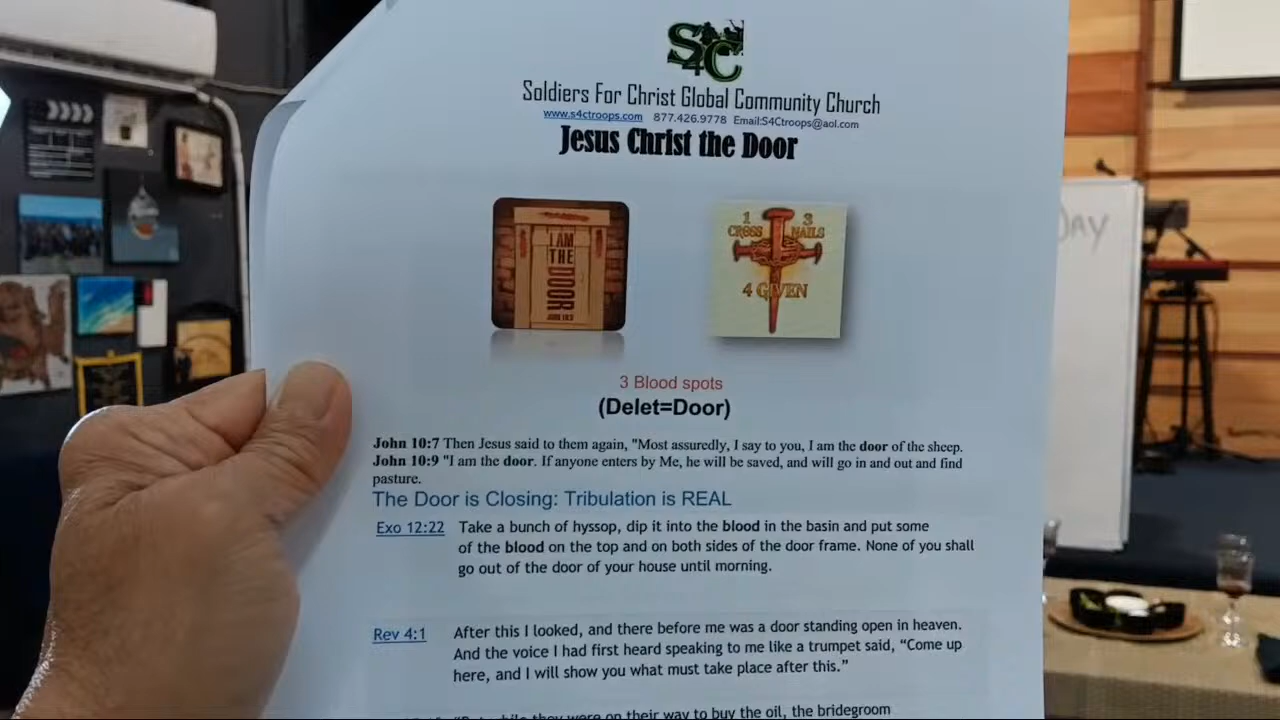 S4C
Soldiers For Christ Global Community Church
www.s4ctroops.com 877.426.9778 Email:S4Ctroops@aol.com
Jesus Christ the Door
I AM
THE
DOOR
1 3
CROSS NAILS
4 GIVEN
3 Blood spots
(Delet=Door)
John 10:7 Then Jesus said to them again, "Most assuredly, I say to you, I am the door of the sheep.
John 10:9 "I am the door. If anyone enters by Me, he will be saved, and will go in and out and find
pasture.
The Door is Closing: Tribulation is REAL
Exo 12:22 Take a bunch of hyssop, dip it into the blood in the basin and put some
of the blood on the top and on both sides of the door frame. None of you shall
go out of the door of your house until morning.
Rev 4:1 After this I looked, and there before me was a door standing open in heaven.
And the voice I had first heard speaking to me like a trumpet said, “Come up
here, and I will show you what must take place after this.”
while they were on their way to buy the oil, the bridegroom
DAY